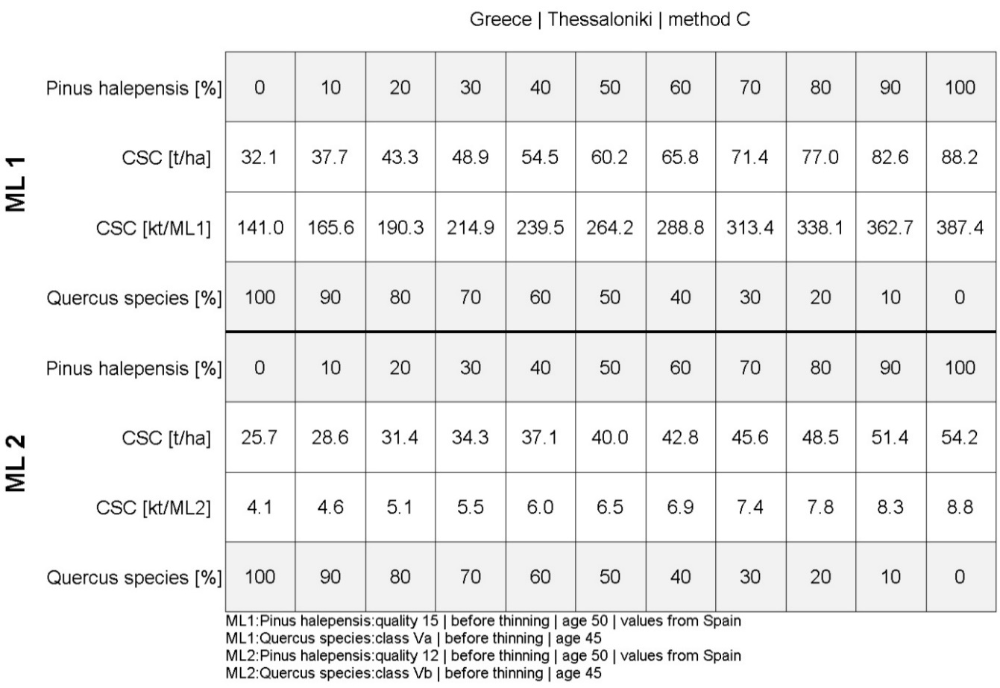 Greece | Thessaloniki | method C
Pinus halepensis [%] 0 10 20 30 40 50 60 70 80 90 100
ML 1
CSC [t/ha] 32.1 37.7 43.3 48.9 54.5 60.2 65.8 71.4 77.0 82.6 88.2
CSC [kt/ML1] 141.0 165.6 190.3 214.9 239.5 264.2 288.8 313.4 338.1 362.7 387.4
Quercus species [%] 100 90 80 70 60 50 40 30 20 10 0
Pinus halepensis [%] 0 10 20 30 40 50 60 70 80 90 100
ML 2
CSC [t/ha] 25.7 28.6 31.4 34.3 37.1 40.0 42.8 45.6 48.5 51.4 54.2
CSC [kt/ML2] 4.1 4.6 5.1 5.5 6.0 6.5 6.9 7.4 7.8 8.3 8.8
Quercus species [%] 100 90 80 70 60 50 40 30 20 10 0
ML1:Pinus halepensis:quality 15 | before thinning | age 50 | values from Spain
ML1:Quercus species:class Va | before thinning | age 45
ML2:Pinus halepensis:quality 12 | before thinning | age 50 | values from Spain
ML2:Quercus species:class Vb | before thinning | age 45